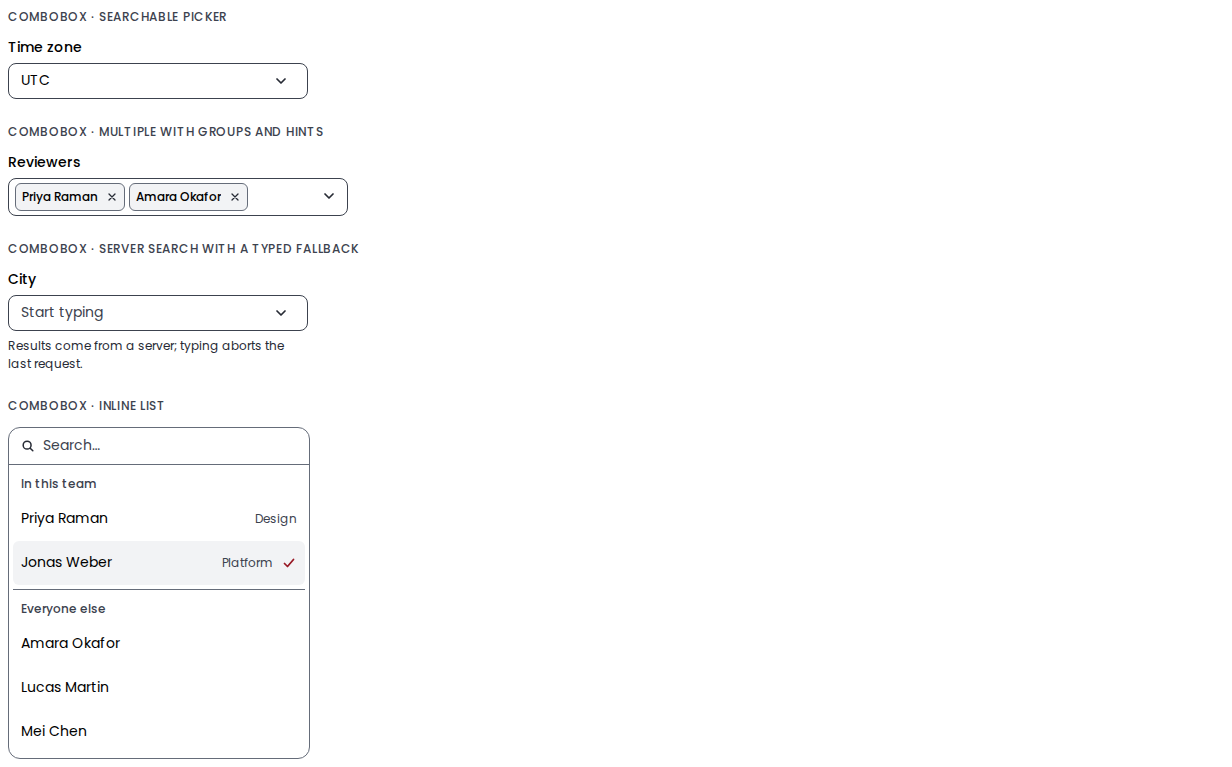 COMBOBOX · SEARCHABLE PICKER
Time zone
UTC
COMBOBOX · MULTIPLE WITH GROUPS AND HINTS
Reviewers
Priya Raman Amara Okafor
COMBOBOX · SERVER SEARCH WITH A TYPED FALLBACK
City
Start typing
Results come from a server; typing aborts the
last request.
COMBOBOX · INLINE LIST
Search…
In this team
Priya Raman Design
Jonas Weber Platform
Everyone else
Amara Okafor
Lucas Martin
Mei Chen